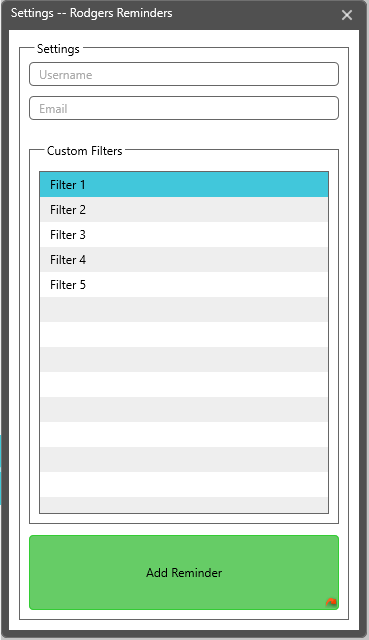 Settings -- Rodgers Reminders
Settings
Username
Email
Custom Filters
Filter 1
Filter 2
Filter 3
Filter 4
Filter 5
Add Reminder